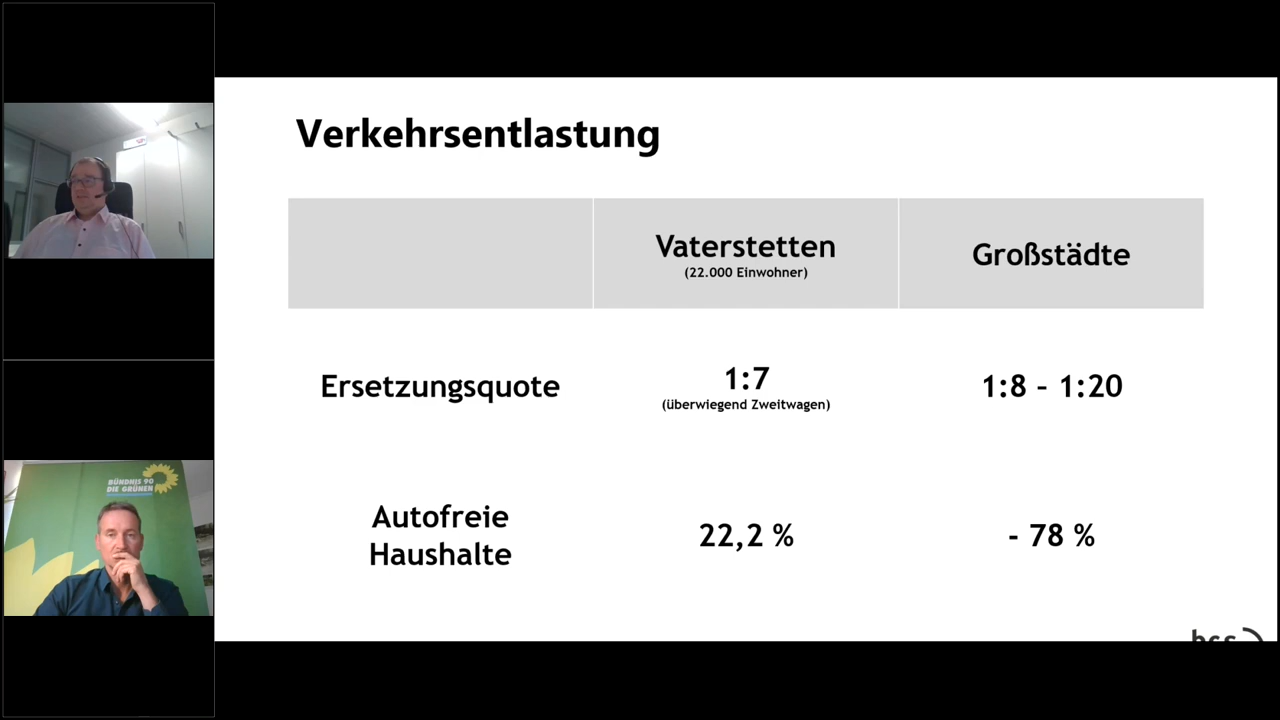 Verkehrsentlastung
Vaterstetten
(22.000 Einwohner)
Großstädte
Ersetzungsquote
1:7
(überwiegend Zweitwagen)
1:8 – 1:20
Autofreie
Haushalte
22,2 %
- 78 %
BÜNDNIS 90
DIE GRÜNEN